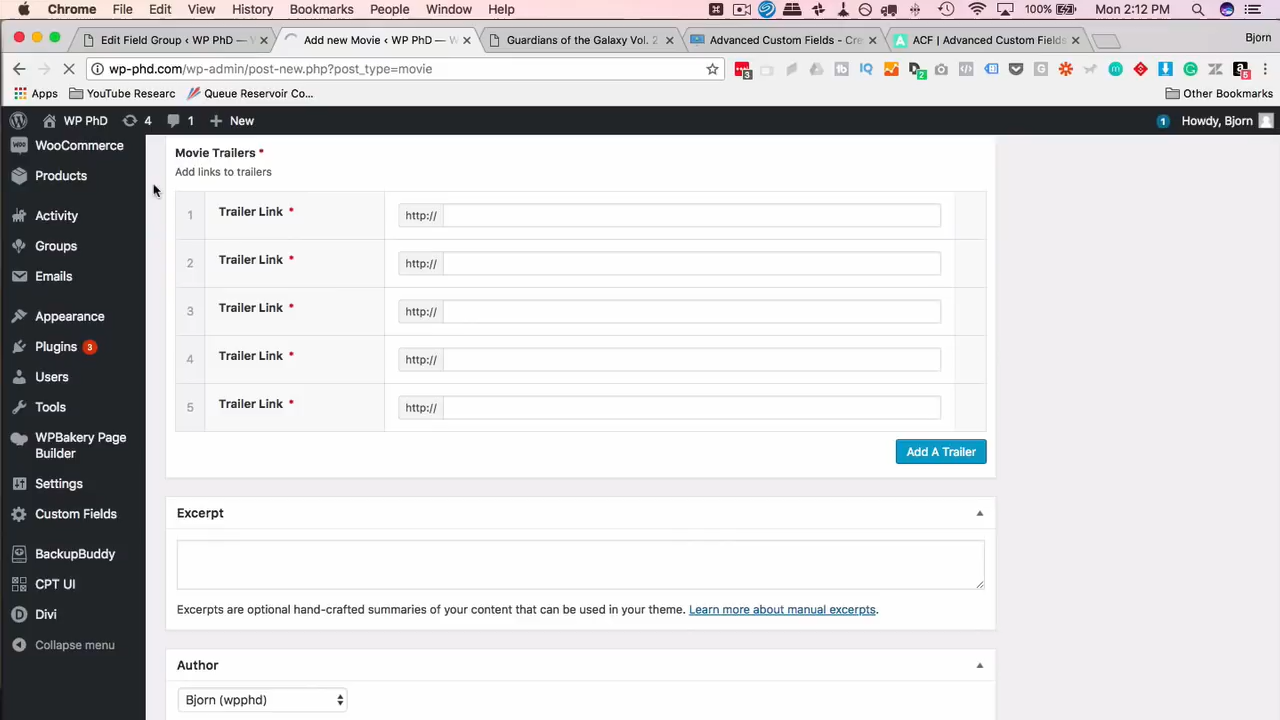 Chrome File Edit View History Bookmarks People Window Help 100% Mon 2:12 PM
Edit Field Group ‹ WP PhD — V Add new Movie ‹ WP PhD — W Guardians of the Galaxy Vol. 2 Advanced Custom Fields - Cre ACF | Advanced Custom Fields Bjorn
wp-phd.com/wp-admin/post-new.php?post_type=movie
Apps YouTube Researc Queue Reservoir Co... Other Bookmarks
WP PhD 4 1 New 1 Howdy, Bjorn
WooCommerce
Products
Activity
Groups
Emails
Appearance
Plugins 3
Users
Tools
WPBakery Page
Builder
Settings
Custom Fields
BackupBuddy
CPT UI
Divi
Collapse menu
Movie Trailers *
Add links to trailers
1 Trailer Link * http://
2 Trailer Link * http://
3 Trailer Link * http://
4 Trailer Link * http://
5 Trailer Link * http://
Add A Trailer
Excerpt
Excerpts are optional hand-crafted summaries of your content that can be used in your theme. Learn more about manual excerpts.
Author
Bjorn (wpphd)